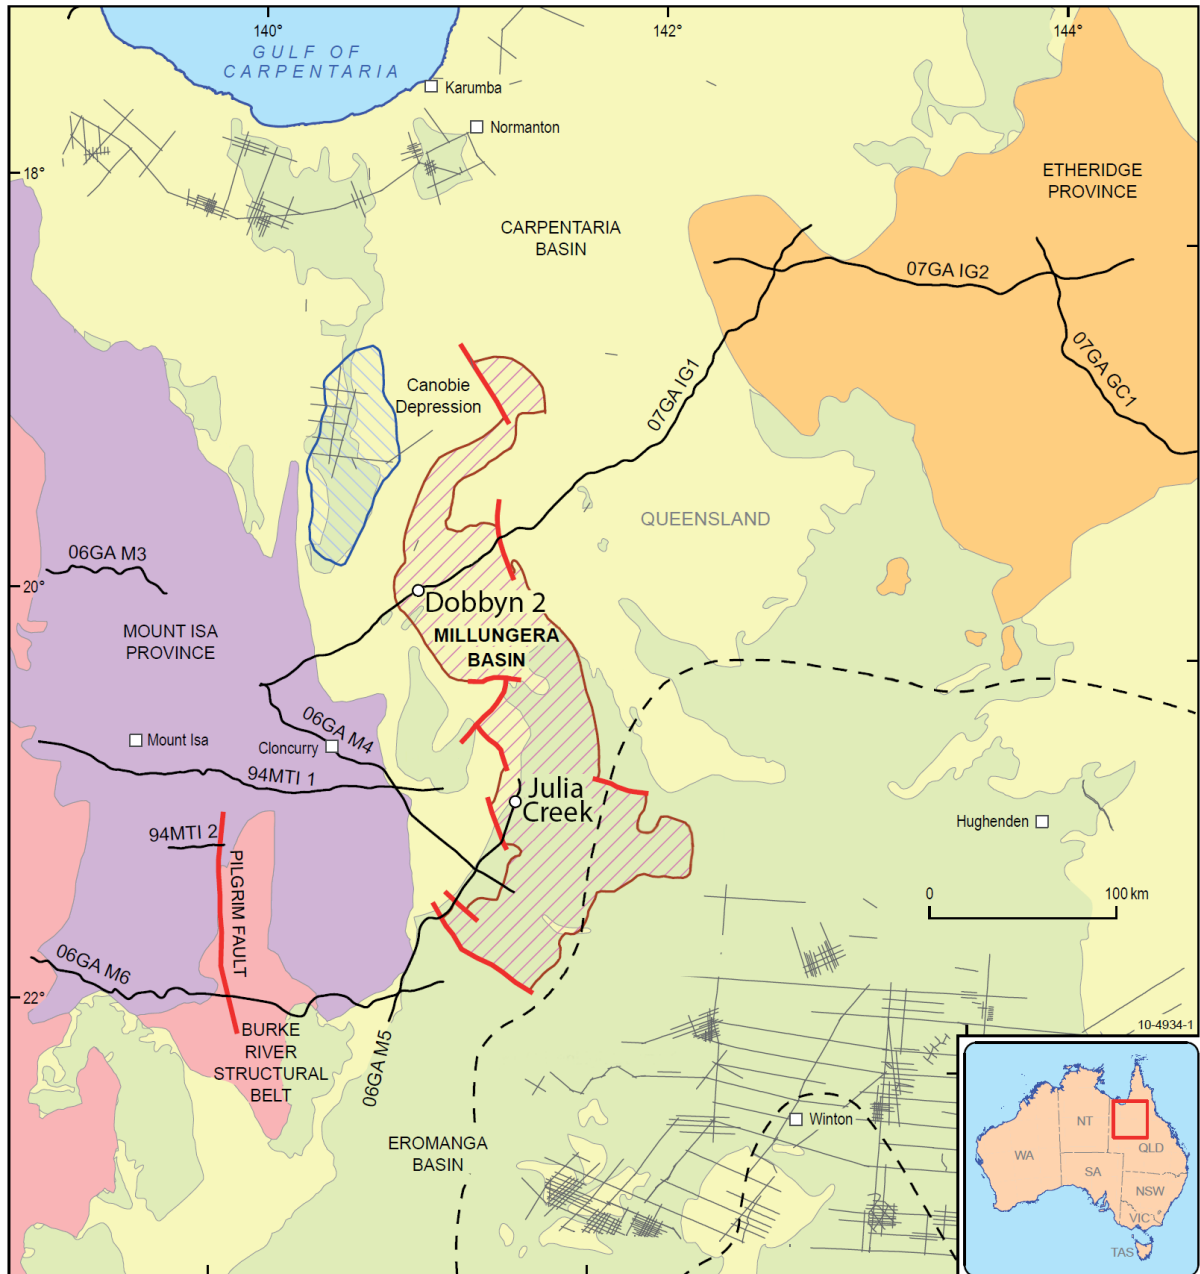 140°
142°
144°
GULF OF
CARPENTARIA
Karumba
Normanton
18°
ETHERIDGE
PROVINCE
CARPENTARIA
BASIN
07GA IG2
07GA IG1
07GA GC1
Canobie
Depression
QUEENSLAND
06GA M3
20°
Dobbyn 2
MILLUNGERA
BASIN
MOUNT ISA
PROVINCE
06GA M4
Mount Isa
Cloncurry
94MTI 1
Julia
Creek
Hughenden
94MTI 2
PILGRIM FAULT
0
100 km
06GA M6
22°
10-4934-1
BURKE
RIVER
STRUCTURAL
BELT
06GA M5
Winton
EROMANGA
BASIN
NT
QLD
WA
SA
NSW
VIC
TAS